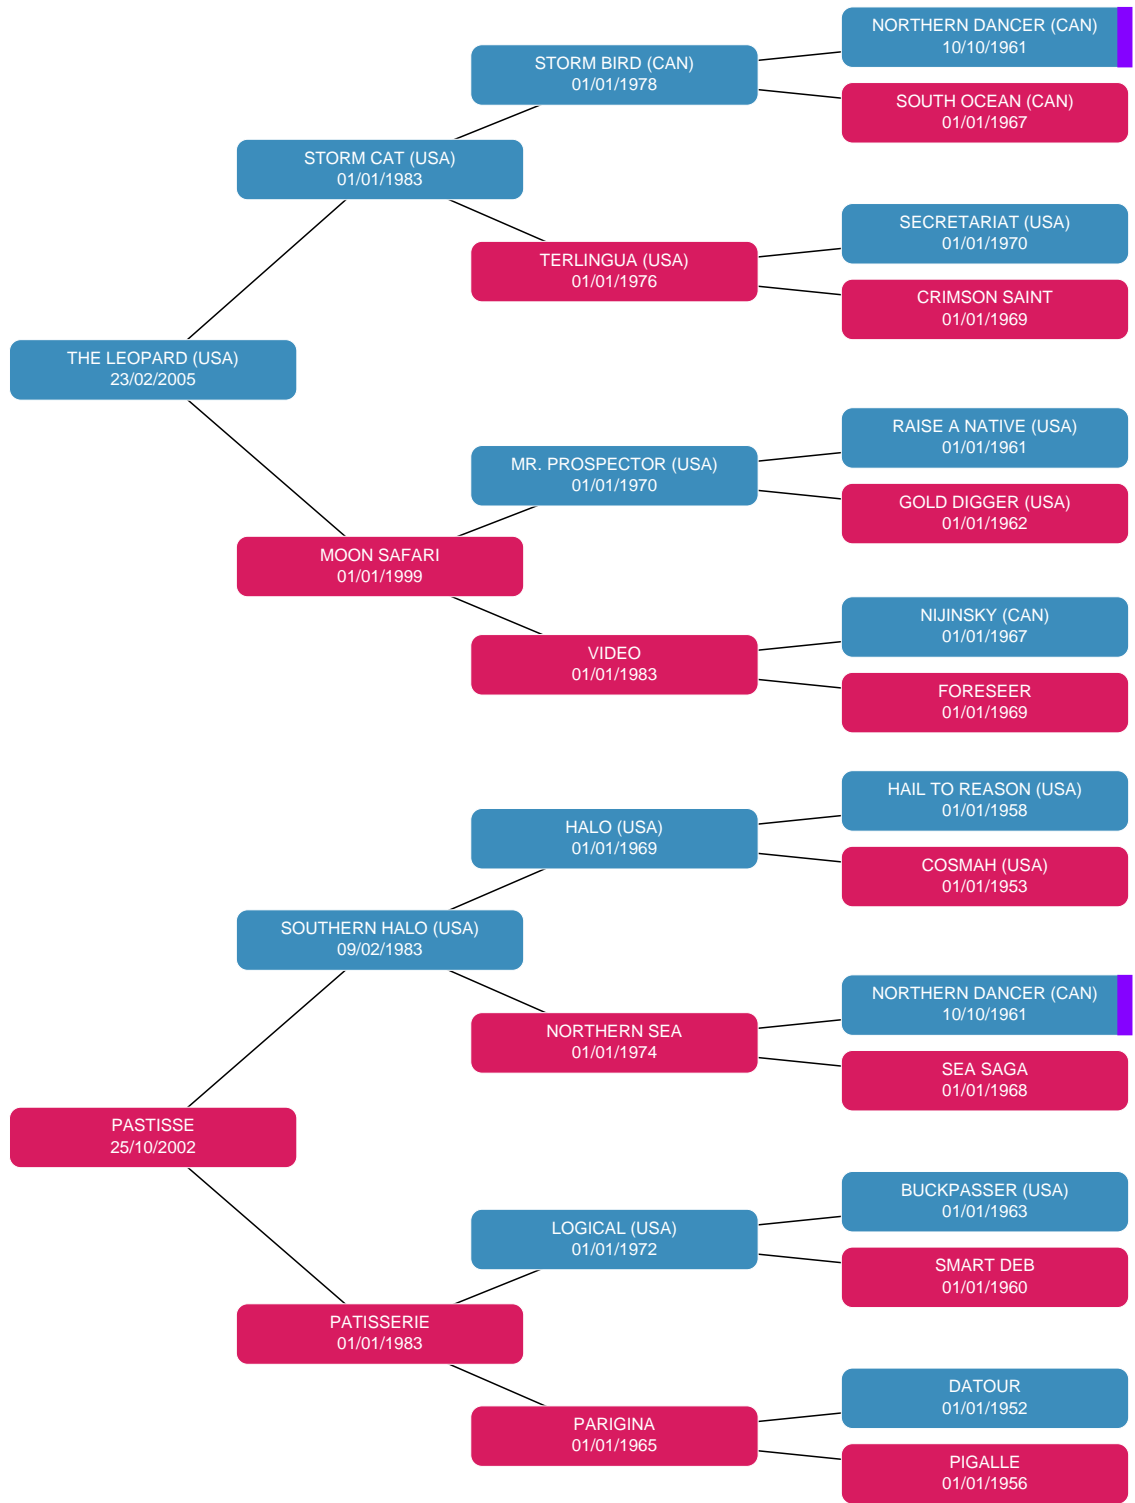 NORTHERN DANCER (CAN)
10/10/1961
STORM BIRD (CAN)
01/01/1978
SOUTH OCEAN (CAN)
01/01/1967
STORM CAT (USA)
01/01/1983
SECRETARIAT (USA)
01/01/1970
TERLINGUA (USA)
01/01/1976
CRIMSON SAINT
01/01/1969
THE LEOPARD (USA)
23/02/2005
RAISE A NATIVE (USA)
01/01/1961
MR. PROSPECTOR (USA)
01/01/1970
GOLD DIGGER (USA)
01/01/1962
MOON SAFARI
01/01/1999
NIJINSKY (CAN)
01/01/1967
VIDEO
01/01/1983
FORESEER
01/01/1969
HAIL TO REASON (USA)
01/01/1958
HALO (USA)
01/01/1969
COSMAH (USA)
01/01/1953
SOUTHERN HALO (USA)
09/02/1983
NORTHERN DANCER (CAN)
10/10/1961
NORTHERN SEA
01/01/1974
SEA SAGA
01/01/1968
PASTISSE
25/10/2002
BUCKPASSER (USA)
01/01/1963
LOGICAL (USA)
01/01/1972
SMART DEB
01/01/1960
PATISSERIE
01/01/1983
DATOUR
01/01/1952
PARIGINA
01/01/1965
PIGALLE
01/01/1956